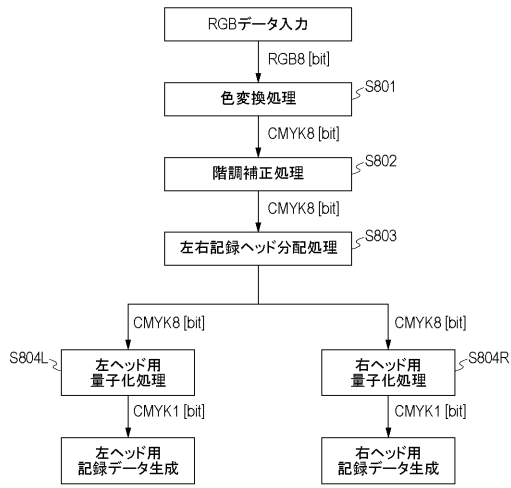 RGBデータ入力
RGB8 [bit]
色変換処理
S801
CMYK8 [bit]
階調補正処理
S802
CMYK8 [bit]
左右記録ヘッド分配処理
S803
CMYK8 [bit]
CMYK8 [bit]
S804L
左ヘッド用
量子化処理
右ヘッド用
量子化処理
S804R
CMYK1 [bit]
CMYK1 [bit]
左ヘッド用
記録データ生成
右ヘッド用
記録データ生成